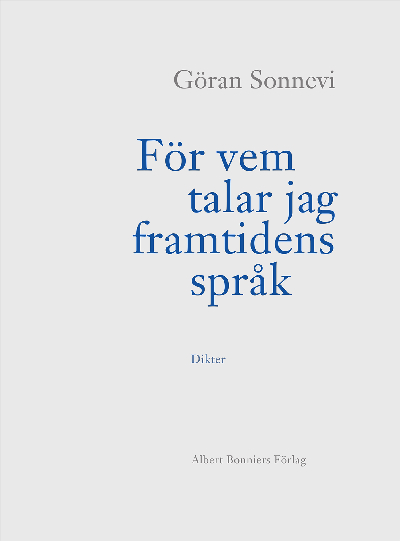 Göran Sonnevi
För vem
talar jag
framtidens
språk
Dikter
Albert Bonniers Förlag